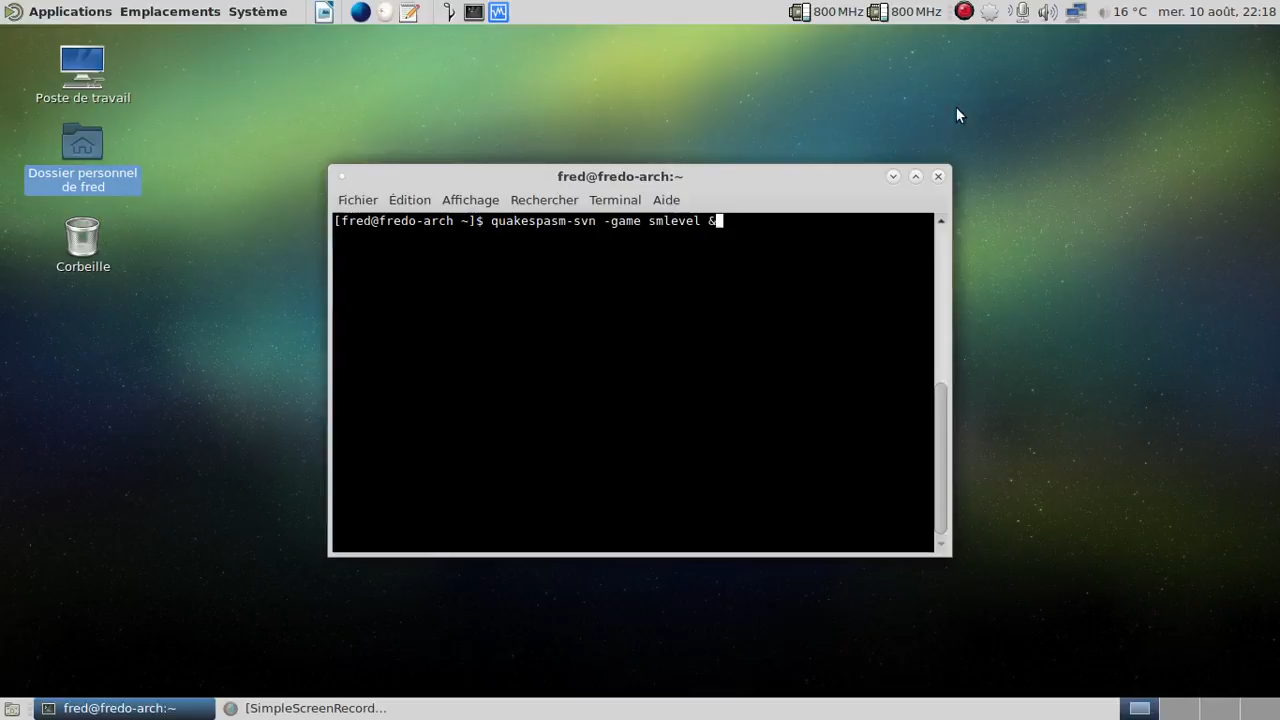 Applications Emplacements Système 800 MHz 800 MHz 16 °C mer. 10 août, 22:18
Poste de travail
Dossier personnel
de fred
Corbeille
fred@fredo-arch:~
Fichier Édition Affichage Rechercher Terminal Aide
[fred@fredo-arch ~]$ quakespasm-svn -game smlevel &
fred@fredo-arch:~ [SimpleScreenRecord...